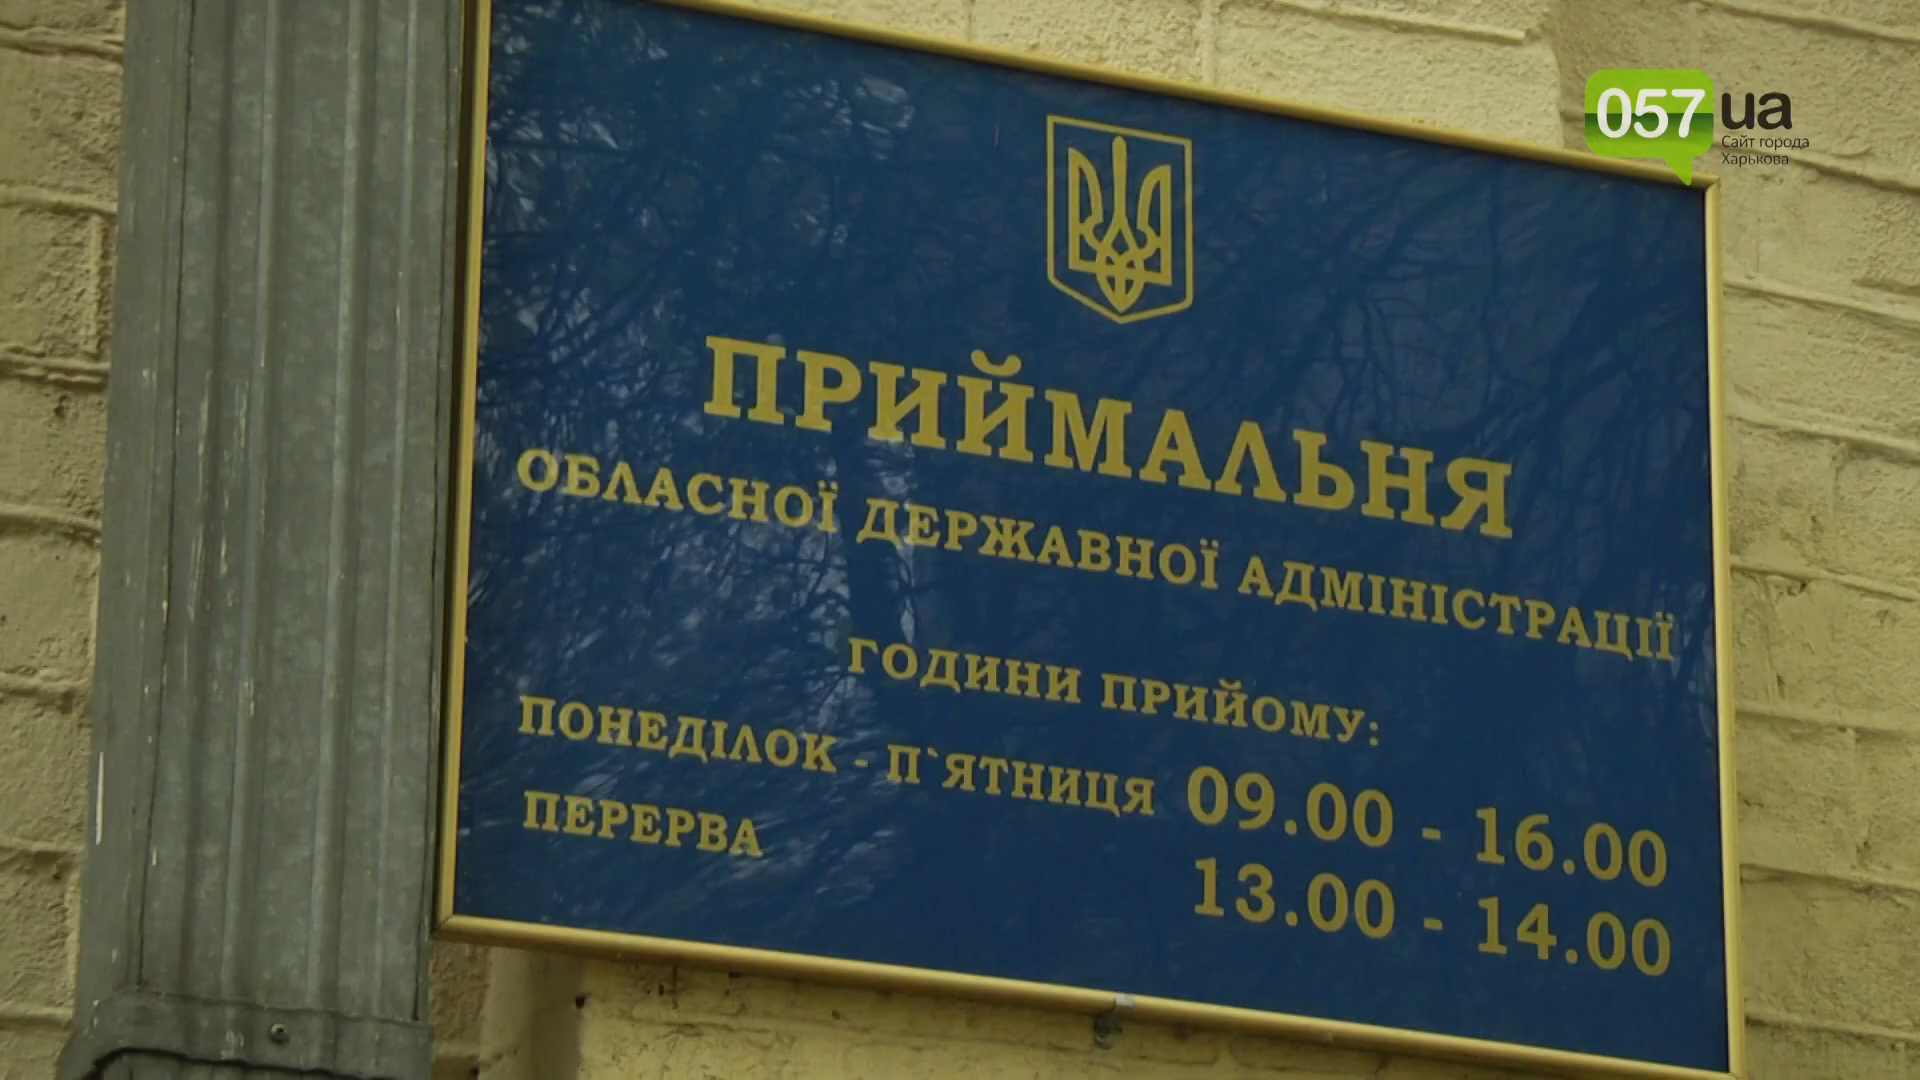 057 ua
Сайт города
Харькова
ПРИЙМАЛЬНЯ
ОБЛАСНОЇ ДЕРЖАВНОЇ АДМІНІСТРАЦІЇ
ГОДИНИ ПРИЙОМУ:
ПОНЕДІЛОК - П`ЯТНИЦЯ 09.00 - 16.00
ПЕРЕРВА 13.00 - 14.00